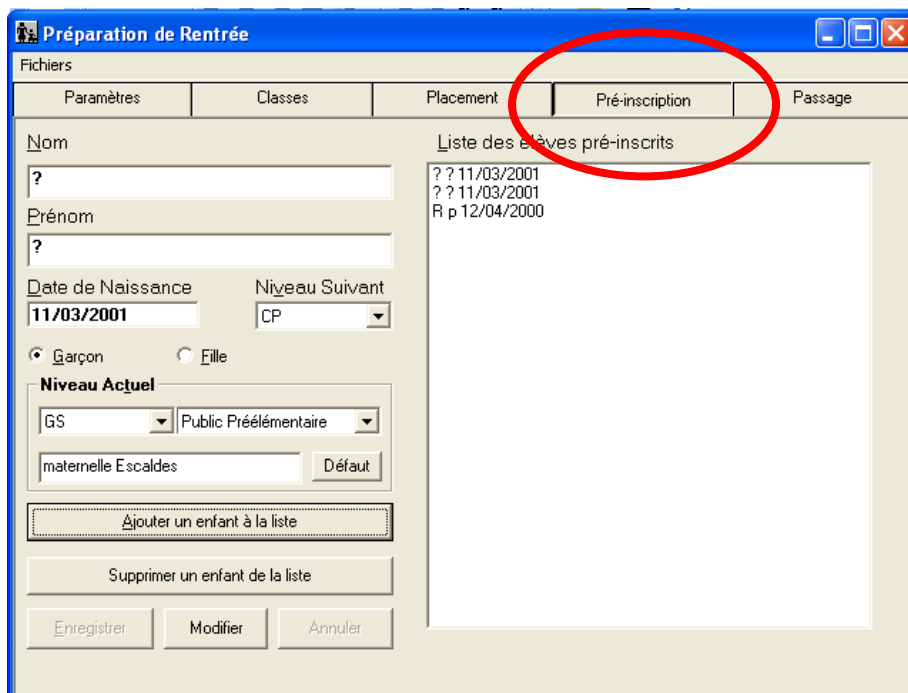 Préparation de Rentrée
Fichiers
Paramètres Classes Placement Pré-inscription Passage
Nom
?
Prénom
?
Date de Naissance Niveau Suivant
11/03/2001 CP
Garçon Fille
Niveau Actuel
GS Public Préélémentaire
maternelle Escaldes Défaut
Ajouter un enfant à la liste
Supprimer un enfant de la liste
Enregistrer Modifier Annuler
Liste des élèves pré-inscrits
? ? 11/03/2001
? ? 11/03/2001
R p 12/04/2000